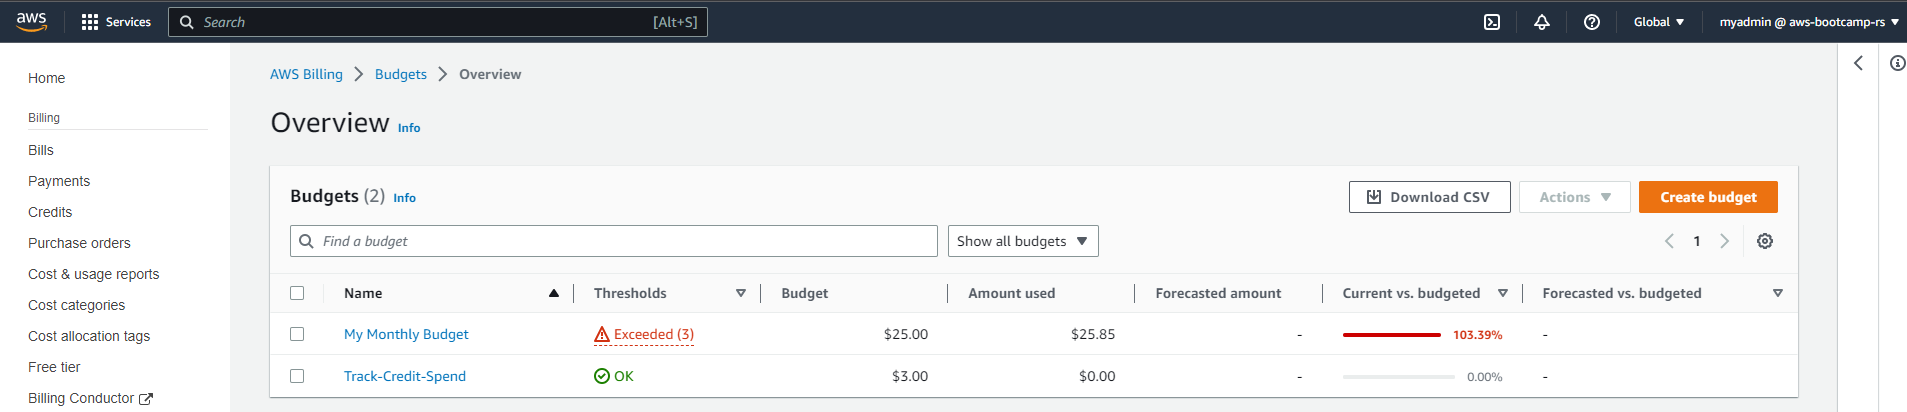 aws Services Search [Alt+S] Global myadmin @ aws-bootcamp-rs
Home
Billing
Bills
Payments
Credits
Purchase orders
Cost & usage reports
Cost categories
Cost allocation tags
Free tier
Billing Conductor
AWS Billing Budgets Overview
Overview Info
Budgets (2) Info Download CSV Actions Create budget
Find a budget Show all budgets 1
Name Thresholds Budget Amount used Forecasted amount Current vs. budgeted Forecasted vs. budgeted
My Monthly Budget Exceeded (3) $25.00 $25.85 - 103.39% -
Track-Credit-Spend OK $3.00 $0.00 - 0.00% -